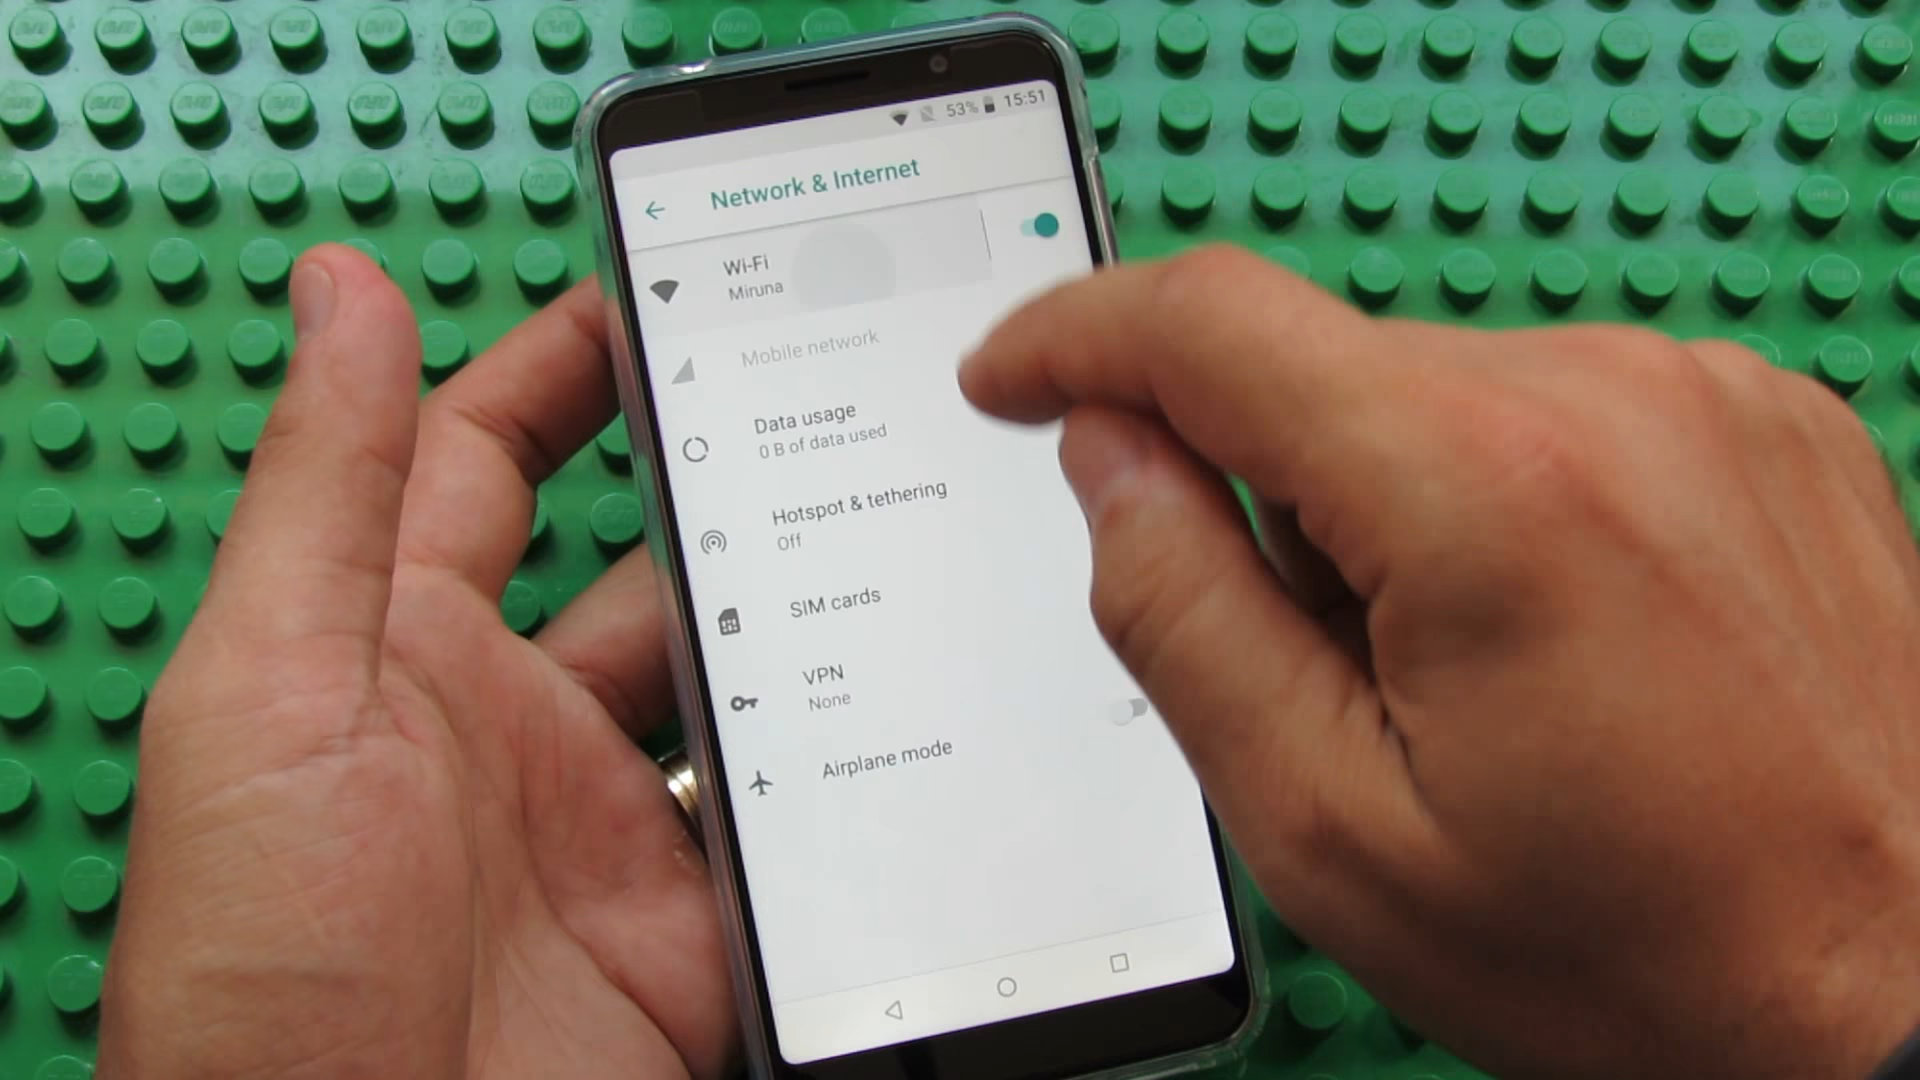 53% 15:51
Network & Internet
Wi-Fi
Miruna
Mobile network
Data usage
0 B of data used
Hotspot & tethering
Off
SIM cards
VPN
None
Airplane mode